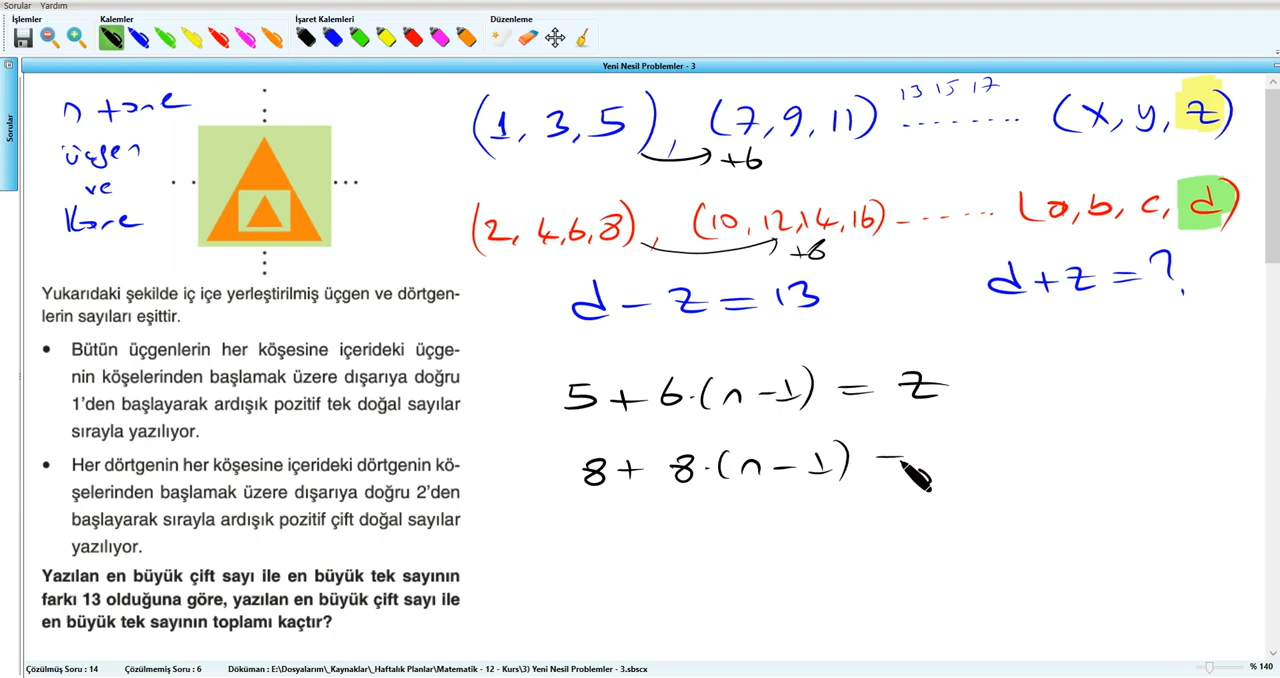 Sorular Yardım
İşlemler Kalemler İşaret Kalemleri Düzenleme
Yeni Nesil Problemler - 3
Sorular
n tane
üçgen
ve
Kare
Yukarıdaki şekilde iç içe yerleştirilmiş üçgen ve dörtgen-
lerin sayıları eşittir.
• Bütün üçgenlerin her köşesine içerideki üçge-
nin köşelerinden başlamak üzere dışarıya doğru
1'den başlayarak ardışık pozitif tek doğal sayılar
sırayla yazılıyor.
• Her dörtgenin her köşesine içerideki dörtgenin kö-
şelerinden başlamak üzere dışarıya doğru 2'den
başlayarak sırayla ardışık pozitif çift doğal sayılar
yazılıyor.
Yazılan en büyük çift sayı ile en büyük tek sayının
farkı 13 olduğuna göre, yazılan en büyük çift sayı ile
en büyük tek sayının toplamı kaçtır?
13 15 17
(1, 3, 5), (7, 9, 11) ........ (x, y, z)
+6
(2, 4, 6, 8), (10, 12, 14, 16) ....... (a, b, c, d)
+8
d - z = 13 d + z = ?
5 + 6.(n - 1) = z
8 + 8.(n - 1) =
Çözülmüş Soru : 14 Çözülmemiş Soru : 6 Döküman : E:\Dosyalarım\_Kaynaklar\_Haftalık Planlar\Matematik - 12 - Kurs\3) Yeni Nesil Problemler - 3.sbscx % 140